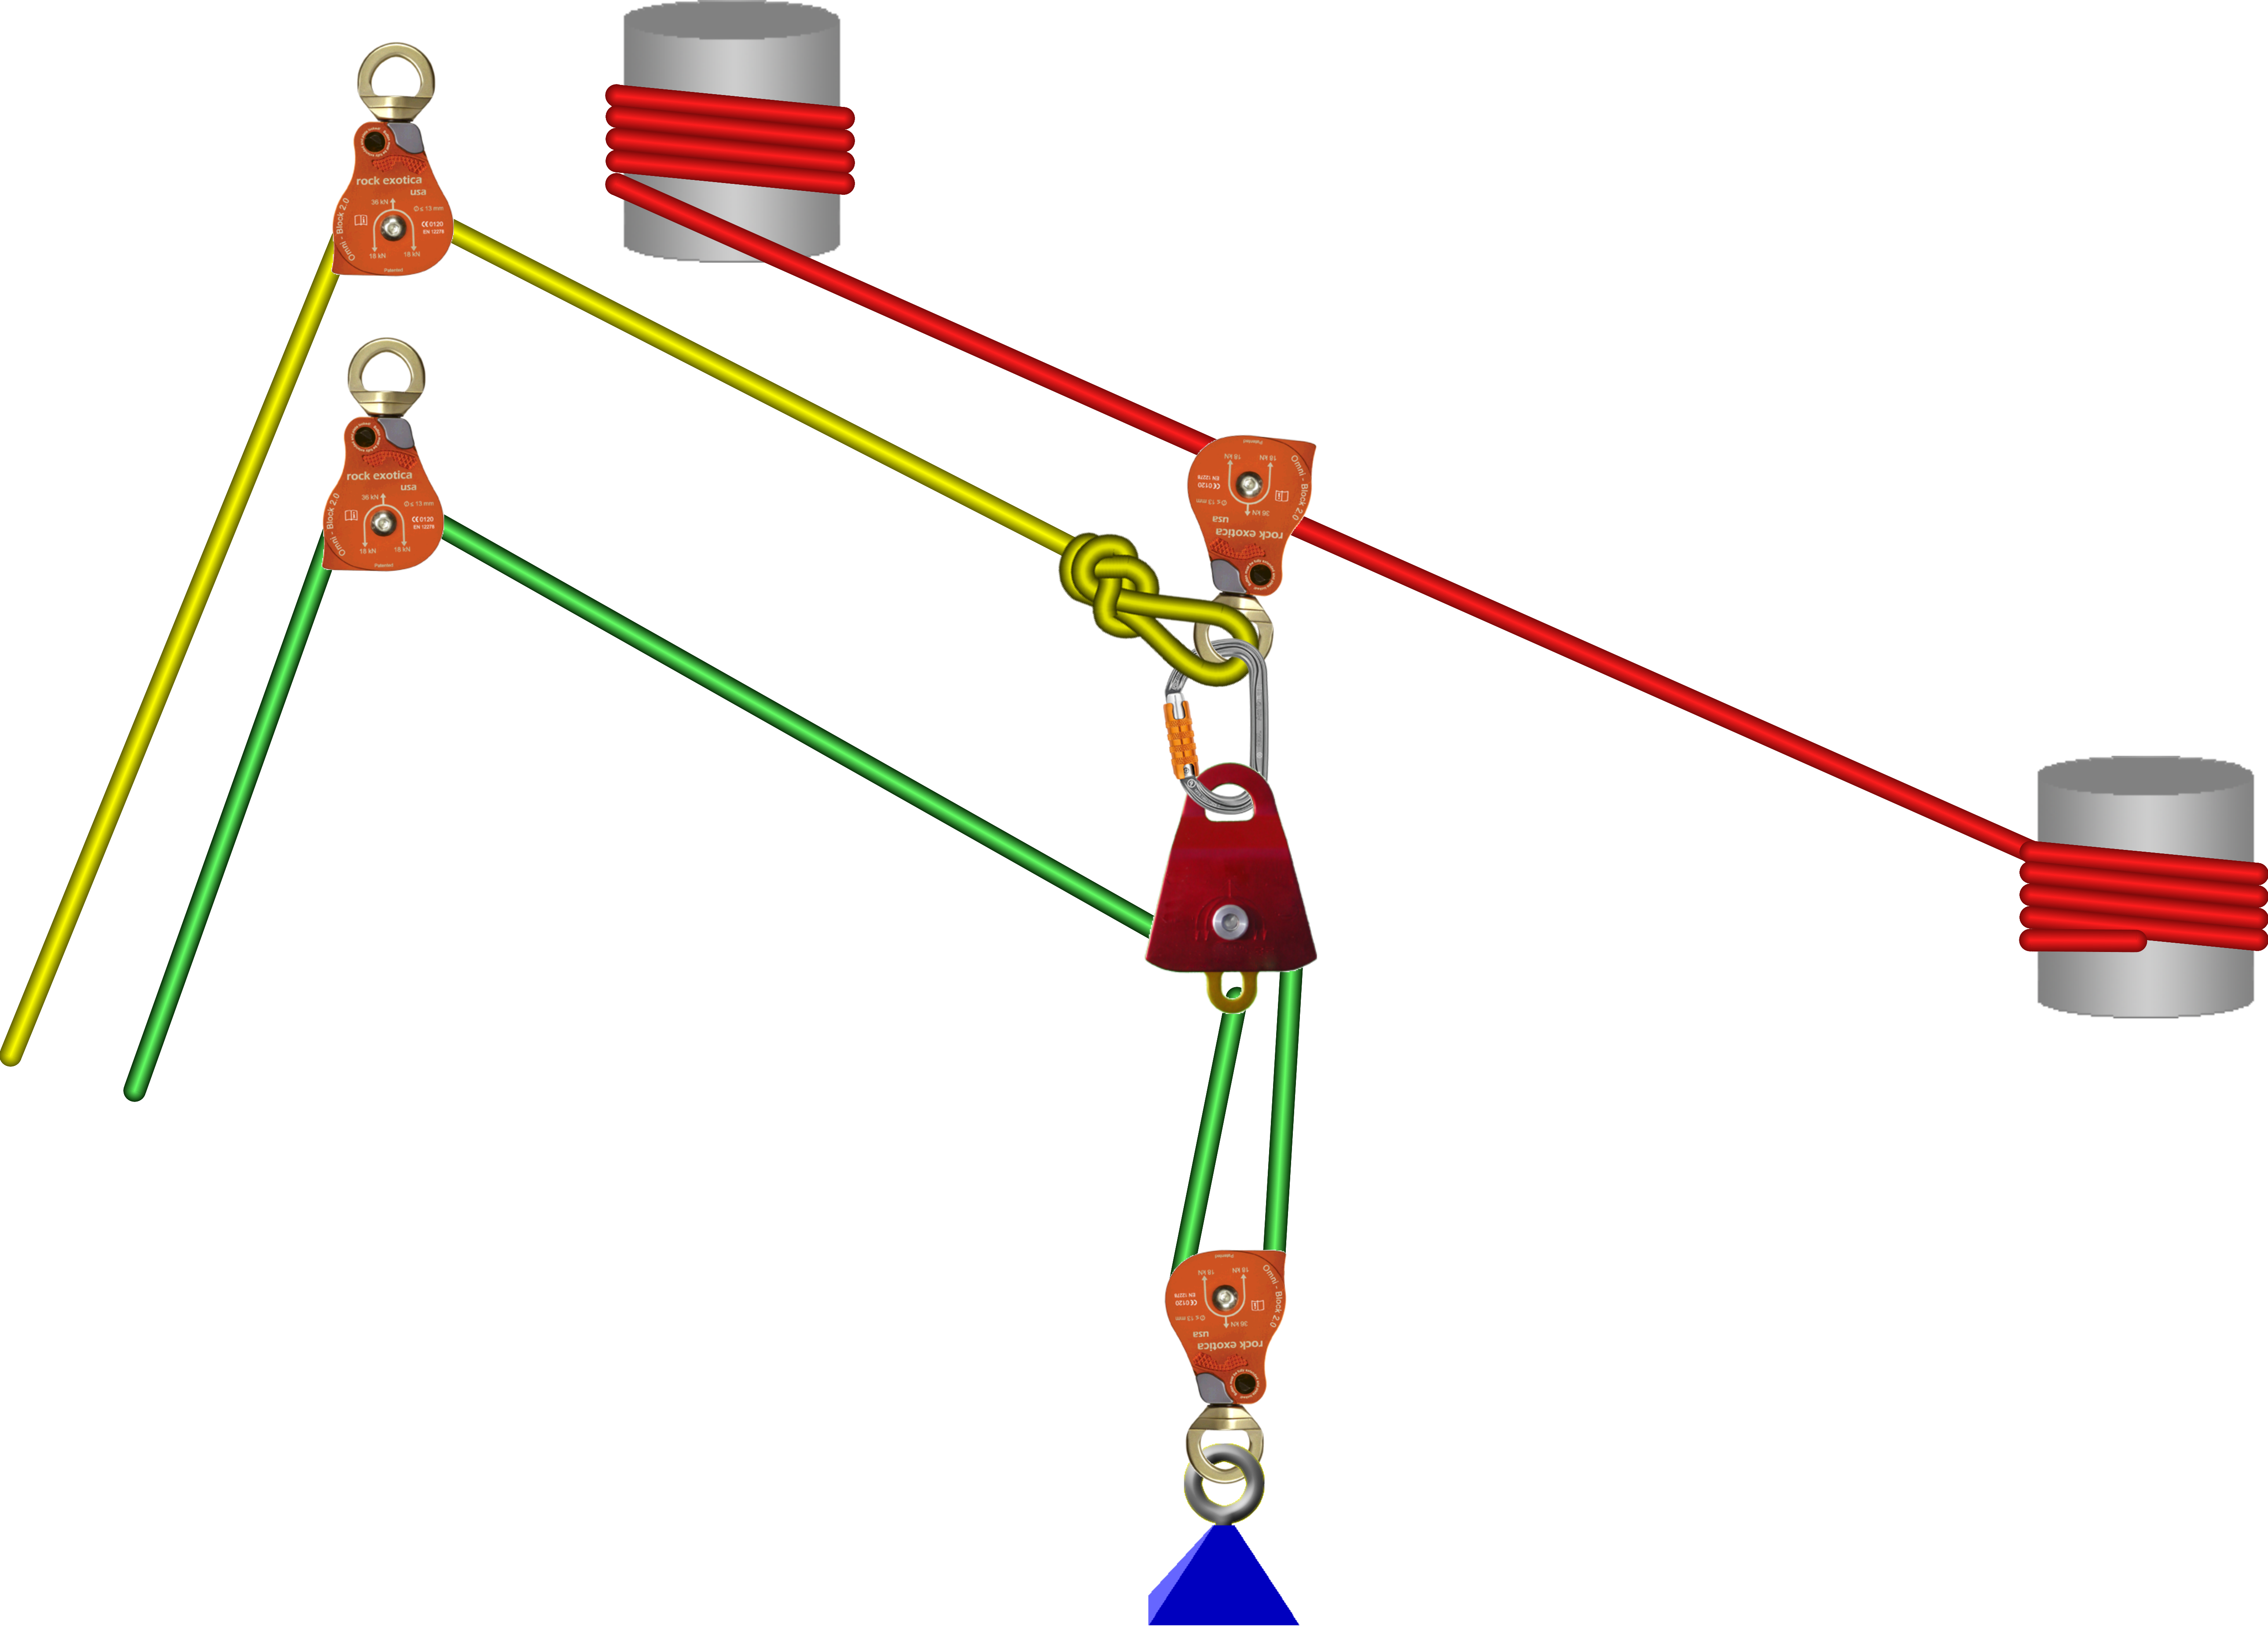 rock exotica
usa
36 kN
Ø ≤ 13 mm
CE 0120
EN 12278
Omni - Block 2.0
18 kN
18 kN
Patented
rock exotica
usa
36 kN
Ø ≤ 13 mm
CE 0120
EN 12278
Omni - Block 2.0
18 kN
18 kN
Patented
Patented
18 kN
18 kN
Omni - Block 2.0
EN 12278
CE 0120
Ø ≤ 13 mm
36 kN
usa
rock exotica
Patented
18 kN
18 kN
Omni - Block 2.0
EN 12278
CE 0120
Ø ≤ 13 mm
36 kN
usa
rock exotica